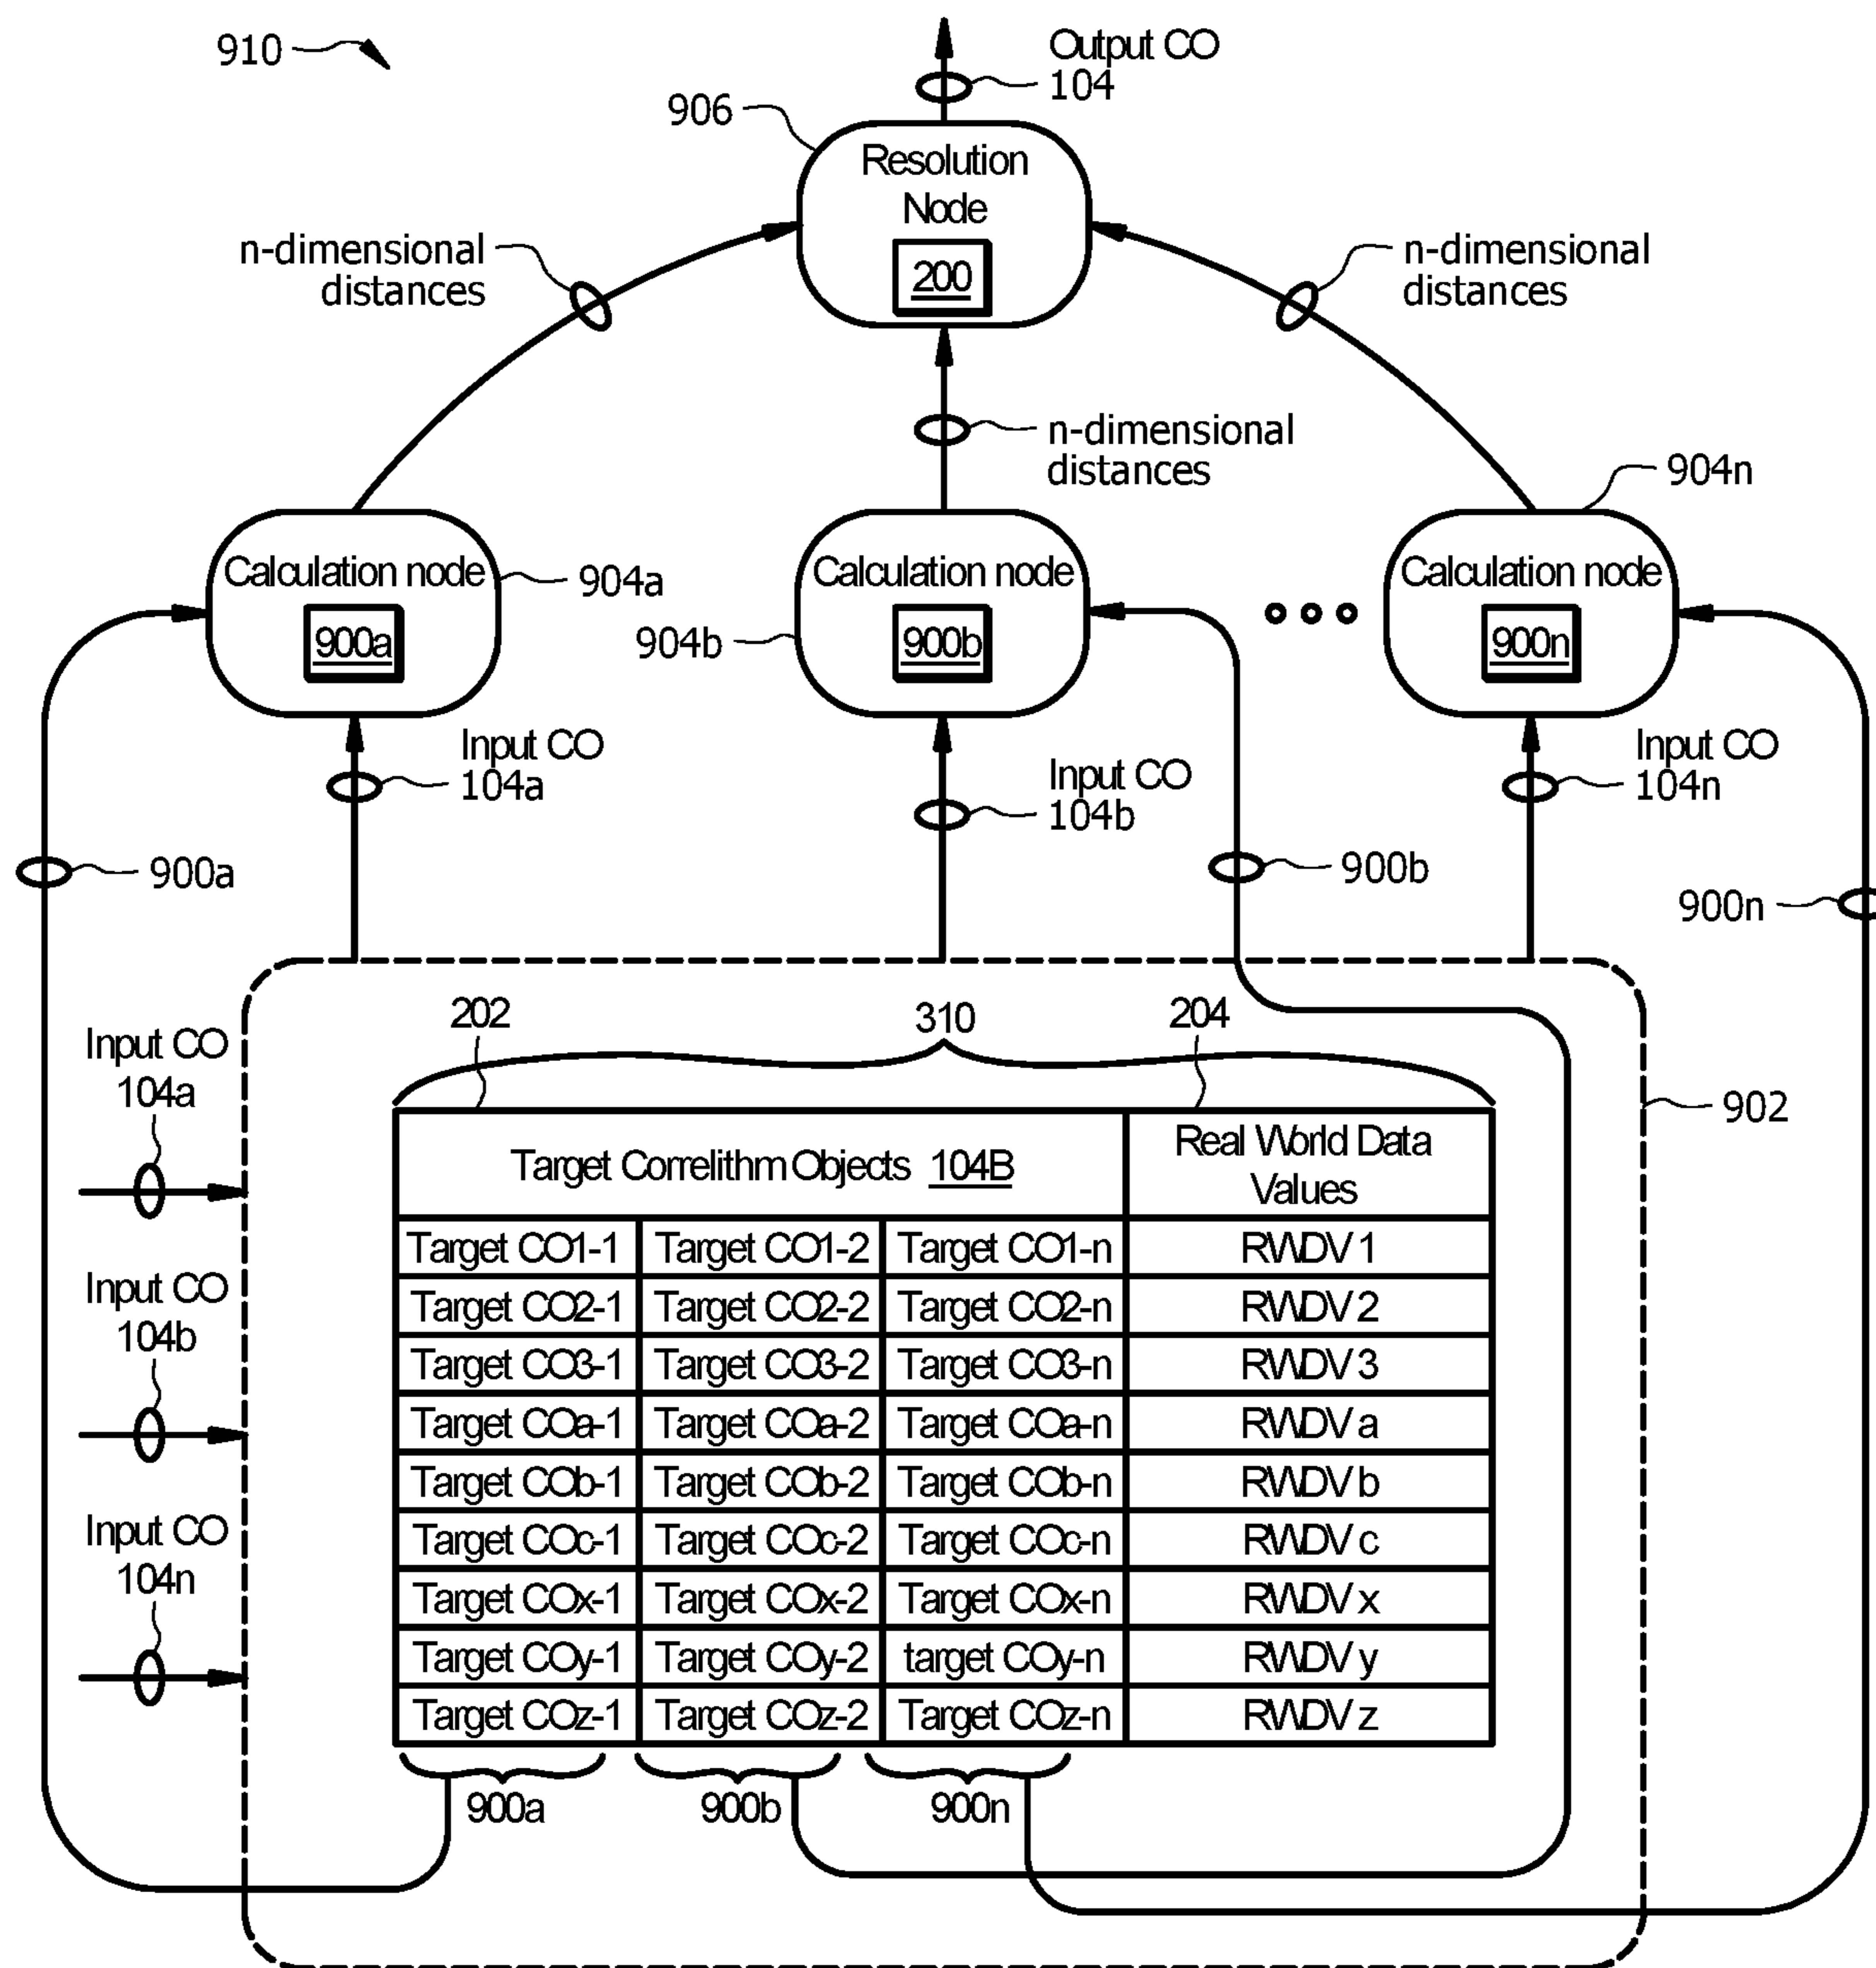 910
Output CO
104
906
Resolution
Node
200
n-dimensional
distances
n-dimensional
distances
n-dimensional
distances
904n
Calculation node
900a
904a
Calculation node
900b
904b
Calculation node
900n
Input CO
104a
Input CO
104b
Input CO
104n
900a
900b
900n
202
310
204
902
Input CO
104a
Input CO
104b
Input CO
104n
Target Correlithm Objects 104B
Real World Data
Values
Target CO1-1 Target CO1-2 Target CO1-n RWDV 1
Target CO2-1 Target CO2-2 Target CO2-n RWDV 2
Target CO3-1 Target CO3-2 Target CO3-n RWDV 3
Target COa-1 Target COa-2 Target COa-n RWDV a
Target COb-1 Target COb-2 Target COb-n RWDV b
Target COc-1 Target COc-2 Target COc-n RWDV c
Target COx-1 Target COx-2 Target COx-n RWDV x
Target COy-1 Target COy-2 target COy-n RWDV y
Target COz-1 Target COz-2 Target COz-n RWDV z
900a 900b 900n